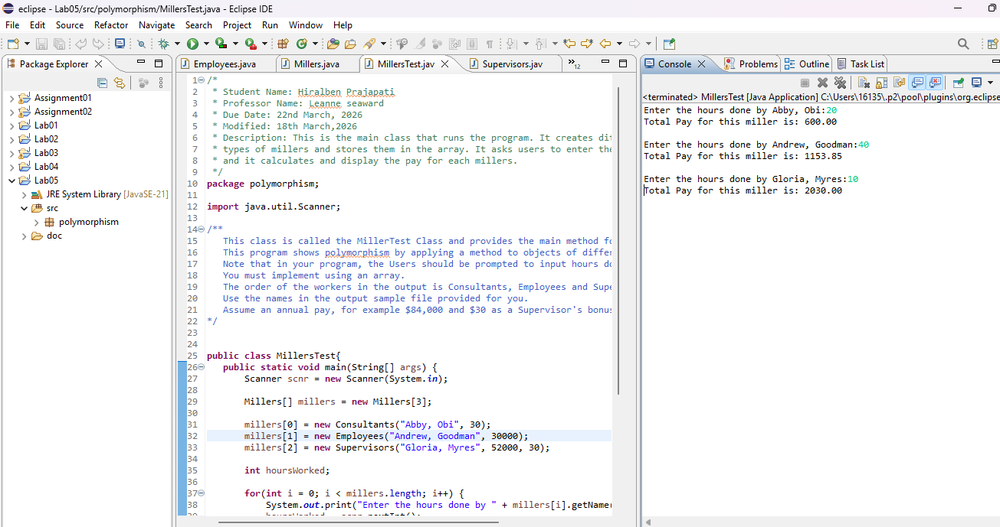 eclipse - Lab05/src/polymorphism/MillersTest.java - Eclipse IDE
File Edit Source Refactor Navigate Search Project Run Window Help
Package Explorer
Employees.java Millers.java MillersTest.jav Supervisors.jav »12
Console Problems Outline Task List
Assignment01
Assignment02
Lab01
Lab02
Lab03
Lab04
Lab05
JRE System Library [JavaSE-21]
src
polymorphism
doc
1 /*
2 * Student Name: Hiralben Prajapati
3 * Professor Name: Leanne seaward
4 * Due Date: 22nd March, 2026
5 * Modified: 18th March,2026
6 * Description: This is the main class that runs the program. It creates di
7 * types of millers and stores them in the array. It asks users to enter the
8 * and it calculates and display the pay for each millers.
9 */
10 package polymorphism;
11
12 import java.util.Scanner;
13
14 /**
15 This class is called the MillerTest Class and provides the main method fo
16 This program shows polymorphism by applying a method to objects of differ
17 Note that in your program, the Users should be prompted to input hours do
18 You must implement using an array.
19 The order of the workers in the output is Consultants, Employees and Supe
20 Use the names in the output sample file provided for you.
21 Assume an annual pay, for example $84,000 and $30 as a Supervisor's bonus
22 */
23
24
25 public class MillersTest{
26 public static void main(String[] args) {
27 Scanner scnr = new Scanner(System.in);
28
29 Millers[] millers = new Millers[3];
30
31 millers[0] = new Consultants("Abby, Obi", 30);
32 millers[1] = new Employees("Andrew, Goodman", 30000);
33 millers[2] = new Supervisors("Gloria, Myres", 52000, 30);
34
35 int hoursWorked;
36
37 for(int i = 0; i < millers.length; i++) {
38 System.out.print("Enter the hours done by " + millers[i].getName
<terminated> MillersTest [Java Application] C:\Users\16135\.p2\pool\plugins\org.eclipse
Enter the hours done by Abby, Obi:20
Total Pay for this miller is: 600.00
Enter the hours done by Andrew, Goodman:40
Total Pay for this miller is: 1153.85
Enter the hours done by Gloria, Myres:10
Total Pay for this miller is: 2030.00